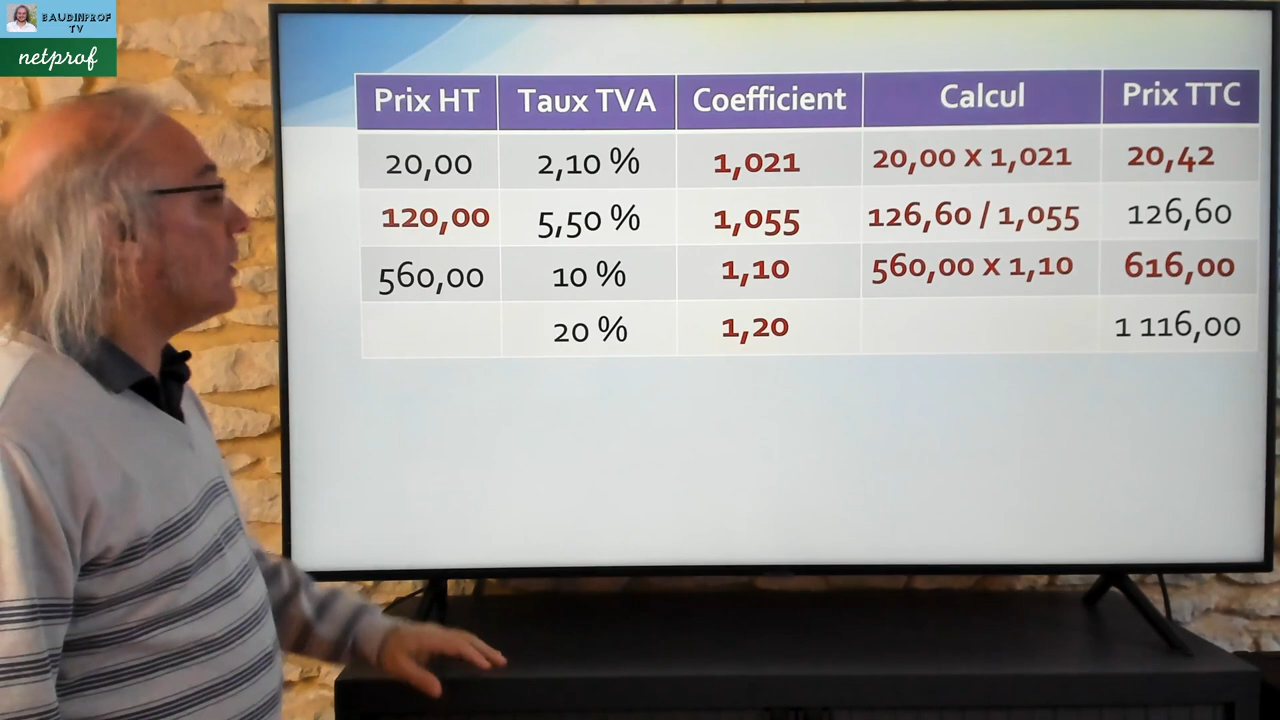 BAUDINPROF
TV
netprof
Prix HT Taux TVA Coefficient Calcul Prix TTC
20,00 2,10 % 1,021 20,00 x 1,021 20,42
120,00 5,50 % 1,055 126,60 / 1,055 126,60
560,00 10 % 1,10 560,00 x 1,10 616,00
20 % 1,20 1 116,00